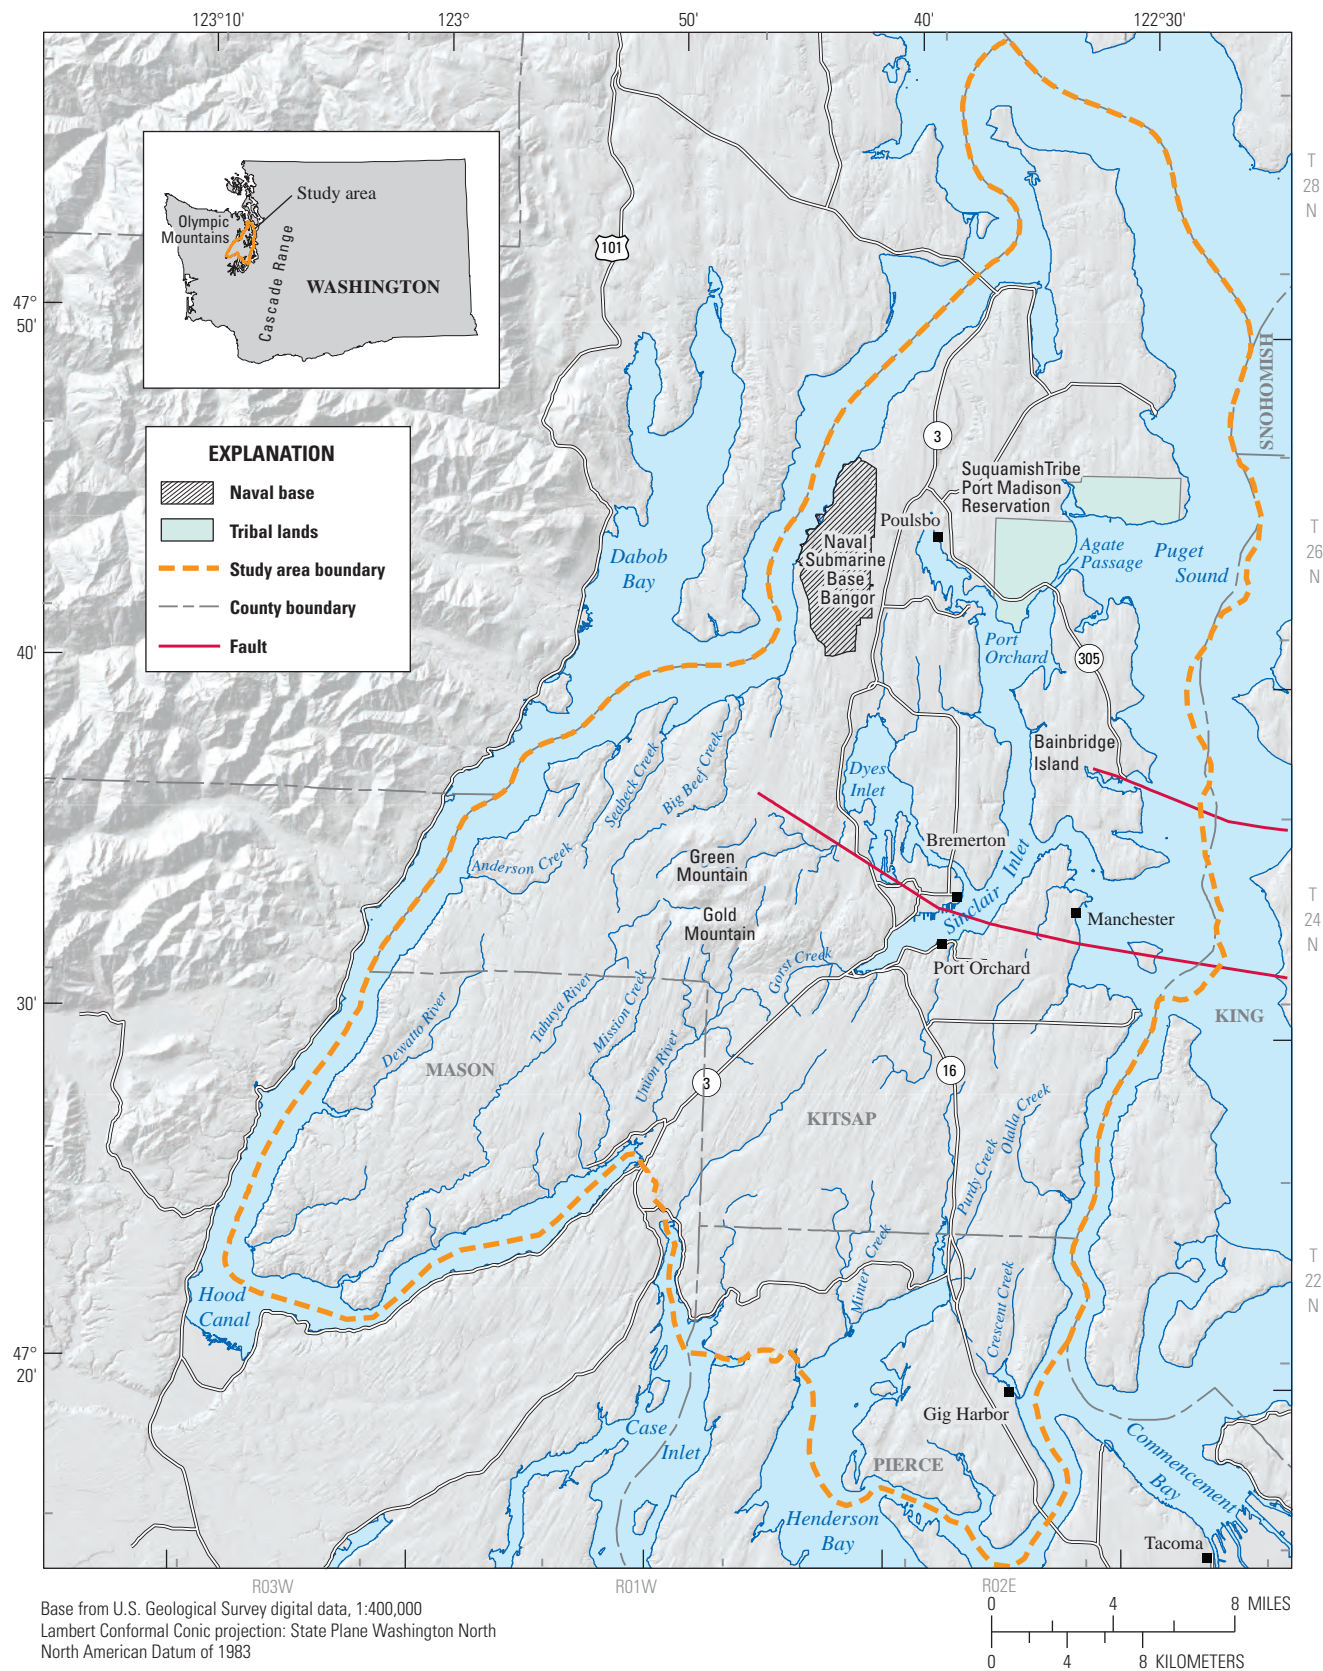 123°10'
123°
50'
40'
122°30'
T
28
N
Study area
Olympic
Mountains
Cascade Range
WASHINGTON
101
47°
50'
SNOHOMISH
EXPLANATION
Naval base
Tribal lands
Study area boundary
County boundary
Fault
3
SuquamishTribe
Port Madison
Reservation
Poulsbo
Naval
Submarine
Base
Bangor
Agate
Passage
Puget
Sound
T
26
N
Dabob
Bay
Port
Orchard
305
40'
Bainbridge
Island
Seabeck Creek
Big Beef Creek
Dyes
Inlet
Bremerton
Anderson Creek
Green
Mountain
Sinclair Inlet
Gold
Mountain
Manchester
T
24
N
Gorst Creek
Port Orchard
30'
Dewatto River
Tahuya River
Mission Creek
Union River
KING
MASON
3
16
KITSAP
Olalla Creek
Purdy Creek
Minter Creek
Crescent Creek
T
22
N
Hood
Canal
47°
20'
Gig Harbor
Case
Inlet
PIERCE
Commencement
Bay
Henderson
Bay
Tacoma
R03W
R01W
R02E
0
4
8 MILES
0
4
8 KILOMETERS
Base from U.S. Geological Survey digital data, 1:400,000
Lambert Conformal Conic projection: State Plane Washington North
North American Datum of 1983